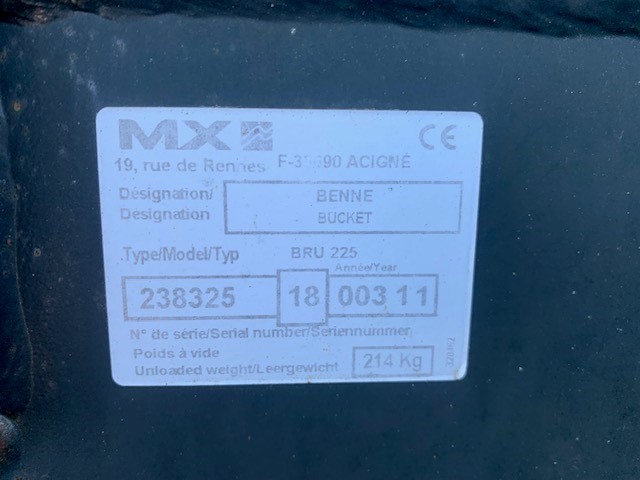 MX
CE
19, rue de Rennes F-35690 ACIGNÉ
Désignation/ BENNE
Designation BUCKET
Type/Model/Typ BRU 225
Année/Year
238325 18 003 11
N° de série/Serial number/Seriennummer
Poids à vide
Unloaded weight/Leergewicht 214 Kg